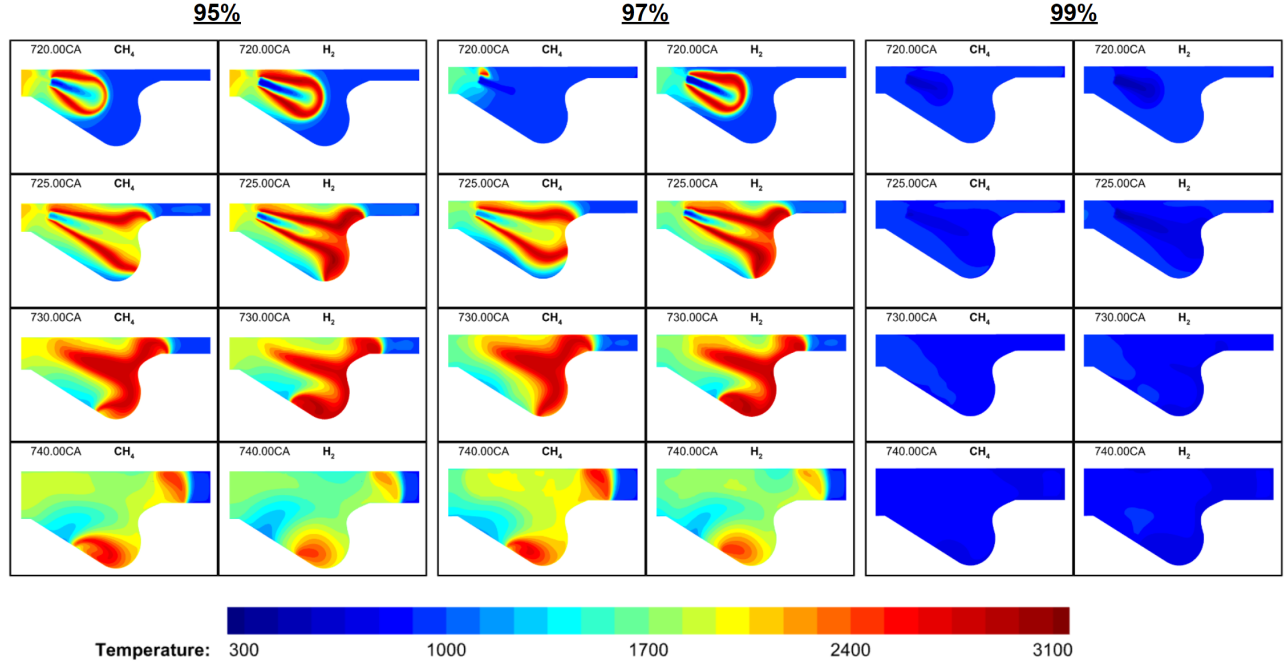 95% 97% 99%
720.00CA CH4 720.00CA H2 720.00CA CH4 720.00CA H2 720.00CA CH4 720.00CA H2
725.00CA CH4 725.00CA H2 725.00CA CH4 725.00CA H2 725.00CA CH4 725.00CA H2
730.00CA CH4 730.00CA H2 730.00CA CH4 730.00CA H2 730.00CA CH4 730.00CA H2
740.00CA CH4 740.00CA H2 740.00CA CH4 740.00CA H2 740.00CA CH4 740.00CA H2
Temperature: 300 1000 1700 2400 3100